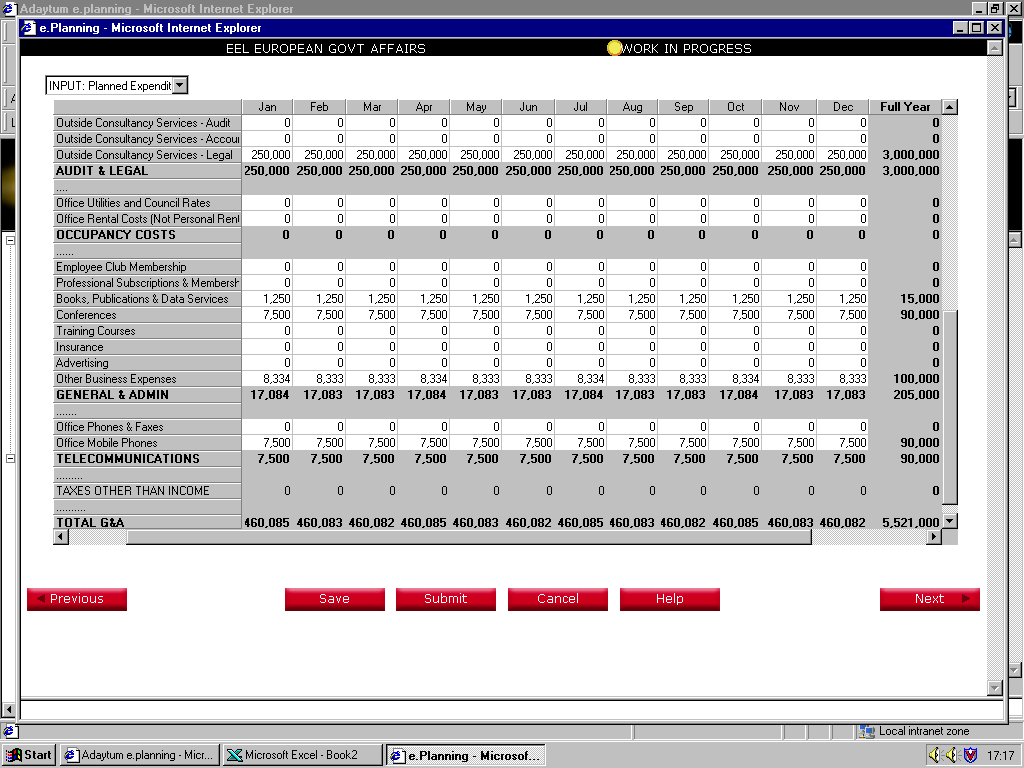 Adaytum e.planning - Microsoft Internet Explorer
e.Planning - Microsoft Internet Explorer
EEL EUROPEAN GOVT AFFAIRS WORK IN PROGRESS
INPUT: Planned Expendit
Jan Feb Mar Apr May Jun Jul Aug Sep Oct Nov Dec Full Year
Outside Consultancy Services - Audit 0 0 0 0 0 0 0 0 0 0 0 0 0
Outside Consultancy Services - Accou 0 0 0 0 0 0 0 0 0 0 0 0 0
Outside Consultancy Services - Legal 250,000 250,000 250,000 250,000 250,000 250,000 250,000 250,000 250,000 250,000 250,000 250,000 3,000,000
AUDIT & LEGAL 250,000 250,000 250,000 250,000 250,000 250,000 250,000 250,000 250,000 250,000 250,000 250,000 3,000,000
....
Office Utilities and Council Rates 0 0 0 0 0 0 0 0 0 0 0 0 0
Office Rental Costs (Not Personal Rent 0 0 0 0 0 0 0 0 0 0 0 0 0
OCCUPANCY COSTS 0 0 0 0 0 0 0 0 0 0 0 0 0
......
Employee Club Membership 0 0 0 0 0 0 0 0 0 0 0 0 0
Professional Subscriptions & Membersh 0 0 0 0 0 0 0 0 0 0 0 0 0
Books, Publications & Data Services 1,250 1,250 1,250 1,250 1,250 1,250 1,250 1,250 1,250 1,250 1,250 1,250 15,000
Conferences 7,500 7,500 7,500 7,500 7,500 7,500 7,500 7,500 7,500 7,500 7,500 7,500 90,000
Training Courses 0 0 0 0 0 0 0 0 0 0 0 0 0
Insurance 0 0 0 0 0 0 0 0 0 0 0 0 0
Advertising 0 0 0 0 0 0 0 0 0 0 0 0 0
Other Business Expenses 8,334 8,333 8,333 8,334 8,333 8,333 8,334 8,333 8,333 8,334 8,333 8,333 100,000
GENERAL & ADMIN 17,084 17,083 17,083 17,084 17,083 17,083 17,084 17,083 17,083 17,084 17,083 17,083 205,000
.......
Office Phones & Faxes 0 0 0 0 0 0 0 0 0 0 0 0 0
Office Mobile Phones 7,500 7,500 7,500 7,500 7,500 7,500 7,500 7,500 7,500 7,500 7,500 7,500 90,000
TELECOMMUNICATIONS 7,500 7,500 7,500 7,500 7,500 7,500 7,500 7,500 7,500 7,500 7,500 7,500 90,000
.........
TAXES OTHER THAN INCOME 0 0 0 0 0 0 0 0 0 0 0 0 0
..........
TOTAL G&A 460,085 460,083 460,082 460,085 460,083 460,082 460,085 460,083 460,082 460,085 460,083 460,082 5,521,000
Previous Save Submit Cancel Help Next
Local intranet zone
Start Adaytum e.planning - Micr... Microsoft Excel - Book2 e.Planning - Microsof... 17:17